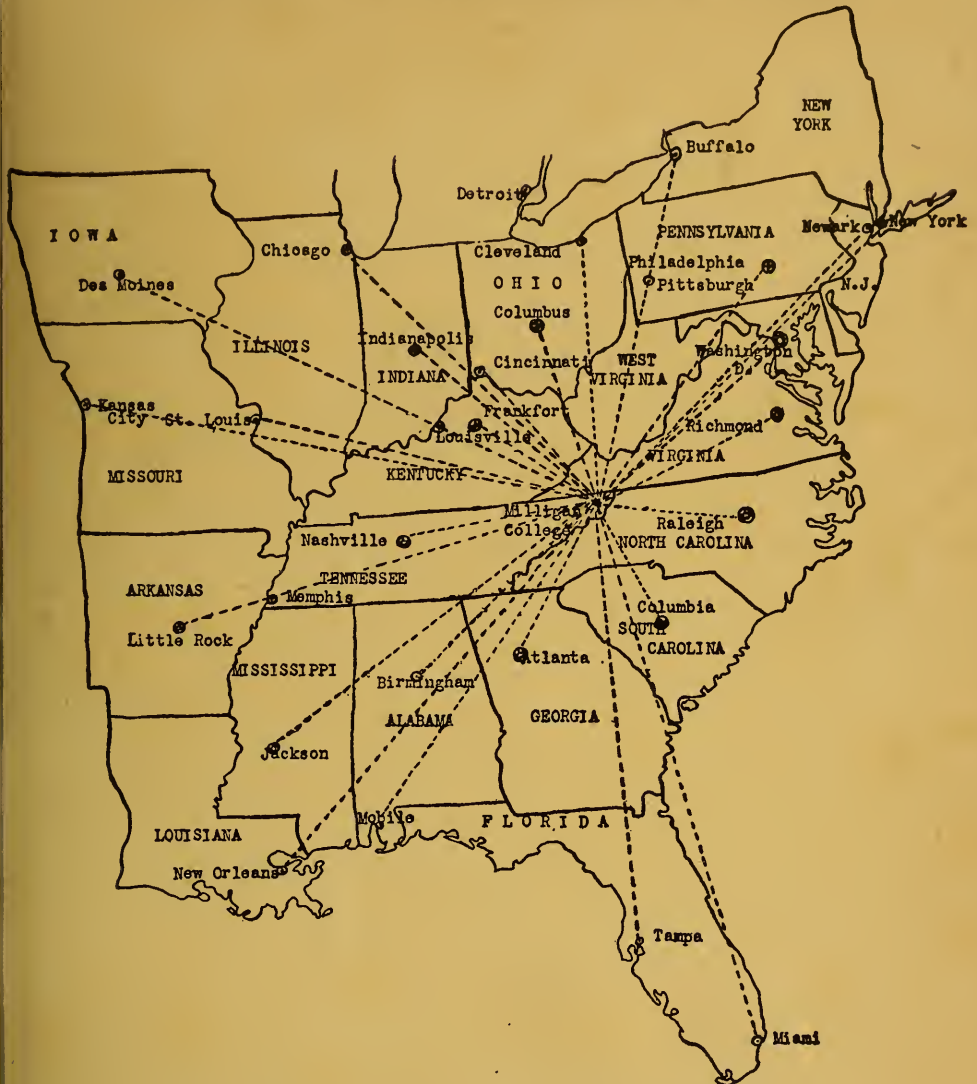 NEW
YORK
Buffalo
Detroit
IOWA
Chicago
Cleveland
PENNSYLVANIA
Newark
New York
Des Moines
OHIO
Philadelphia
Pittsburgh
N.J.
Columbus
ILLINOIS
Indianapolis
INDIANA
Cincinnati
WEST
VIRGINIA
Washington
D.
Kansas
City
St. Louis
Frankfort
Louisville
Richmond
VIRGINIA
MISSOURI
KENTUCKY
Milligan
College
Raleigh
NORTH CAROLINA
Nashville
TENNESSEE
ARKANSAS
Memphis
Little Rock
Columbia
SOUTH
CAROLINA
MISSISSIPPI
Birmingham
Atlanta
ALABAMA
GEORGIA
Jackson
Mobile
FLORIDA
LOUISIANA
New Orleans
Tampa
Miami